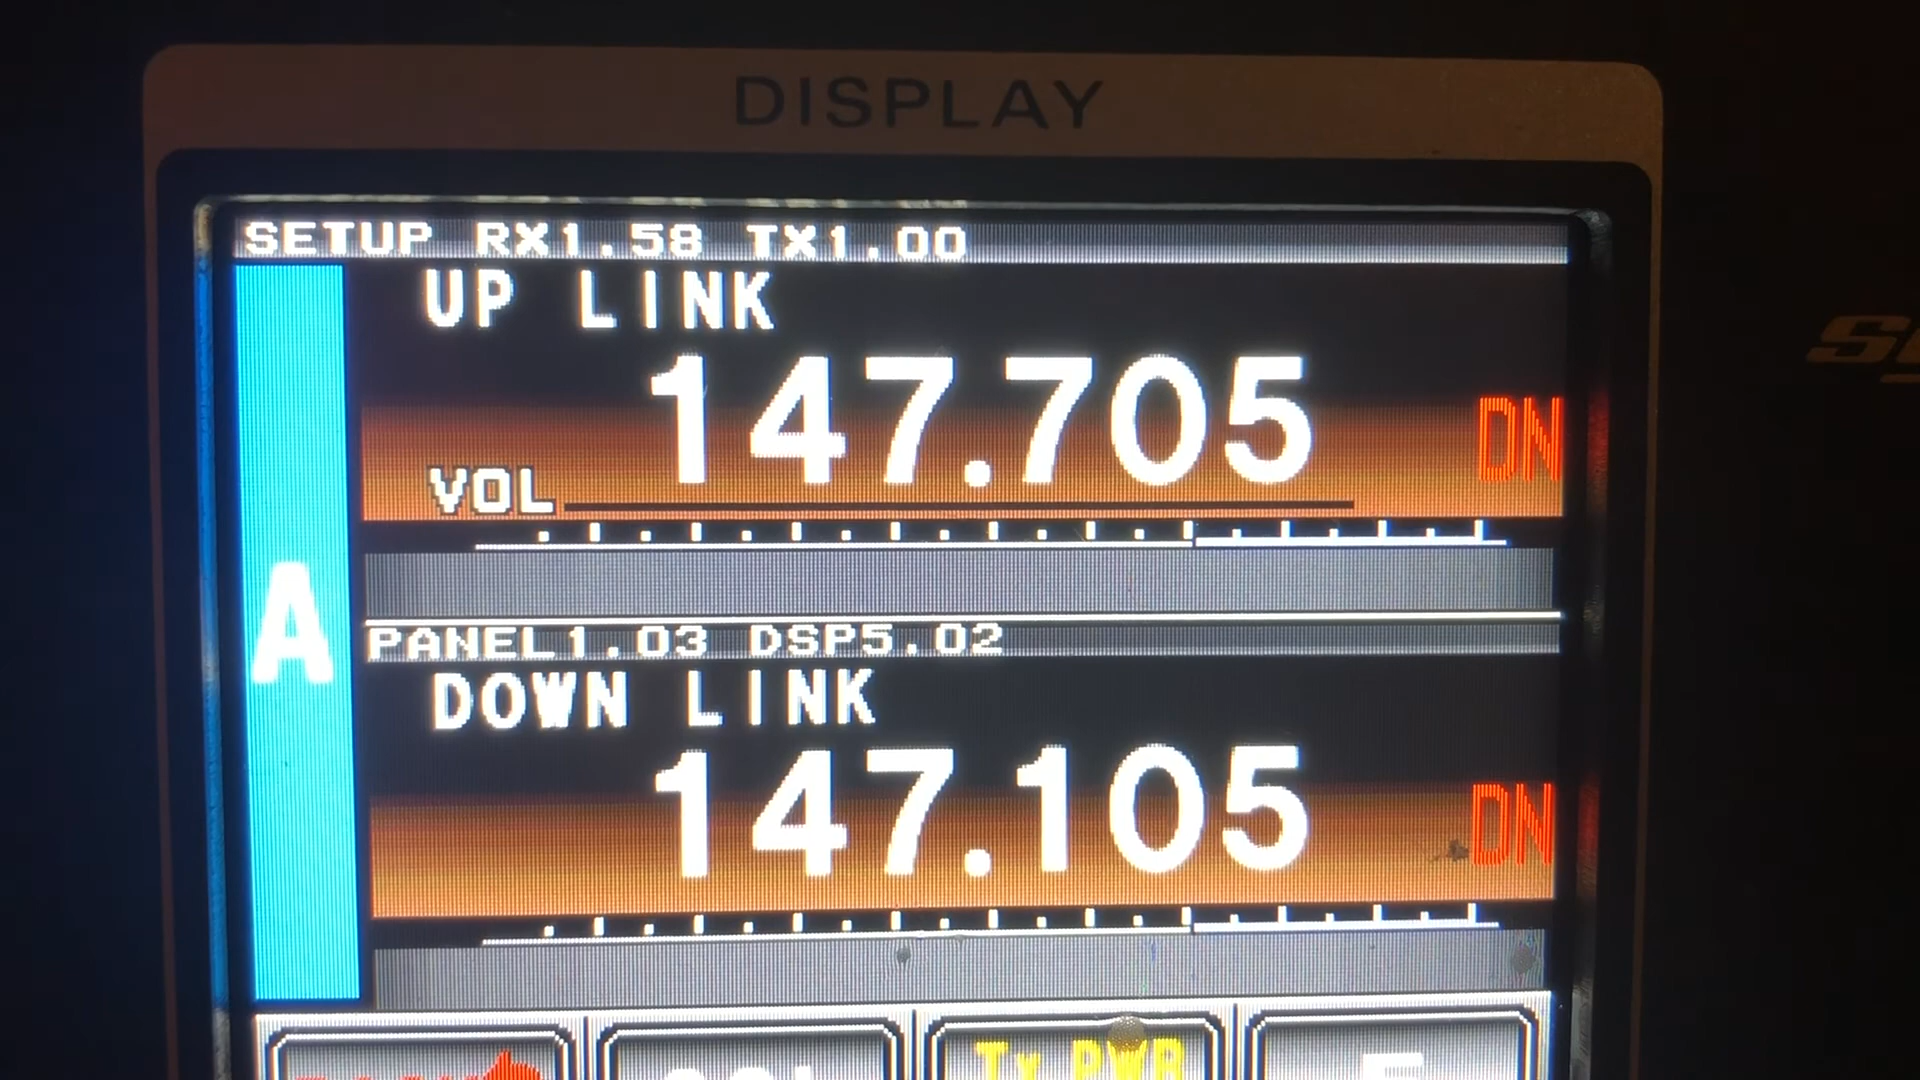 DISPLAY
SETUP RX1.58 TX1.00
UP LINK
147.705
DN
VOL
A
PANEL1.03 DSP5.02
DOWN LINK
147.105
DN
Tx PWR